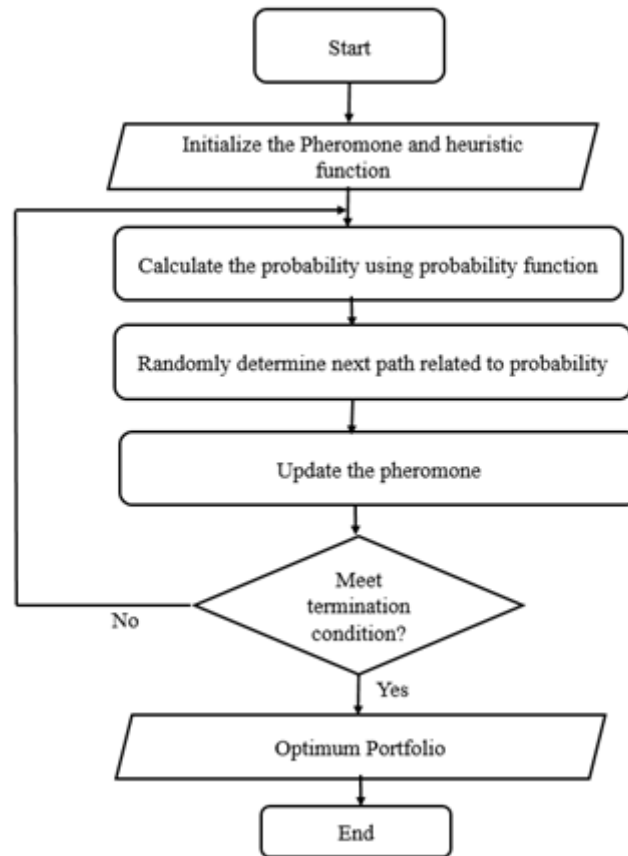 Start
Initialize the Pheromone and heuristic
function
Calculate the probability using probability function
Randomly determine next path related to probability
Update the pheromone
Meet
termination
condition?
No
Yes
Optimum Portfolio
End